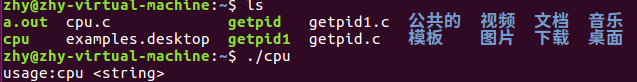 zhy@zhy-virtual-machine:~$ ls
a.out cpu.c getpid getpid1.c 公共的 视频 文档 音乐
cpu examples.desktop getpid1 getpid.c 模板 图片 下载 桌面
zhy@zhy-virtual-machine:~$ ./cpu
usage:cpu <string>